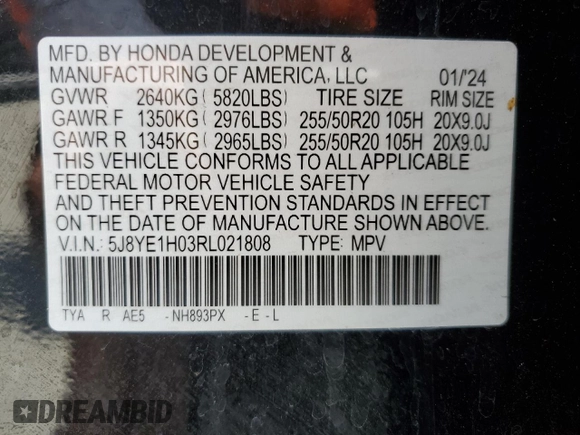 MFD. BY HONDA DEVELOPMENT &
MANUFACTURING OF AMERICA, LLC 01/'24
GVWR 2640KG ( 5820LBS) TIRE SIZE RIM SIZE
GAWR F 1350KG ( 2976LBS) 255/50R20 105H 20X9.0J
GAWR R 1345KG ( 2965LBS) 255/50R20 105H 20X9.0J
THIS VEHICLE CONFORMS TO ALL APPLICABLE
FEDERAL MOTOR VEHICLE SAFETY
AND THEFT PREVENTION STANDARDS IN EFFECT
ON THE DATE OF MANUFACTURE SHOWN ABOVE.
V.I.N.: 5J8YE1H03RL021808 TYPE: MPV
TYA R AE5 -NH893PX -E-L
DREAMBID